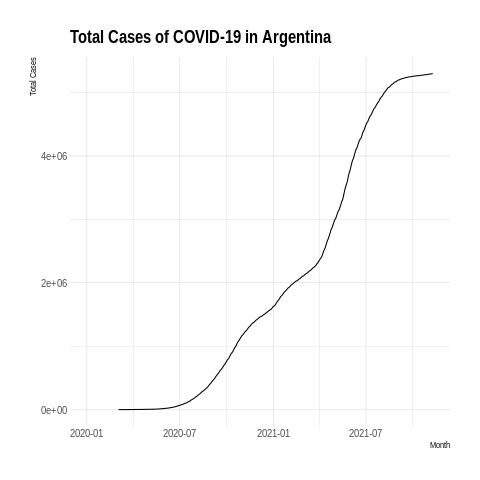 Total Cases of COVID-19 in Argentina
Total Cases
4e+06
2e+06
0e+00
2020-01 2020-07 2021-01 2021-07
Month